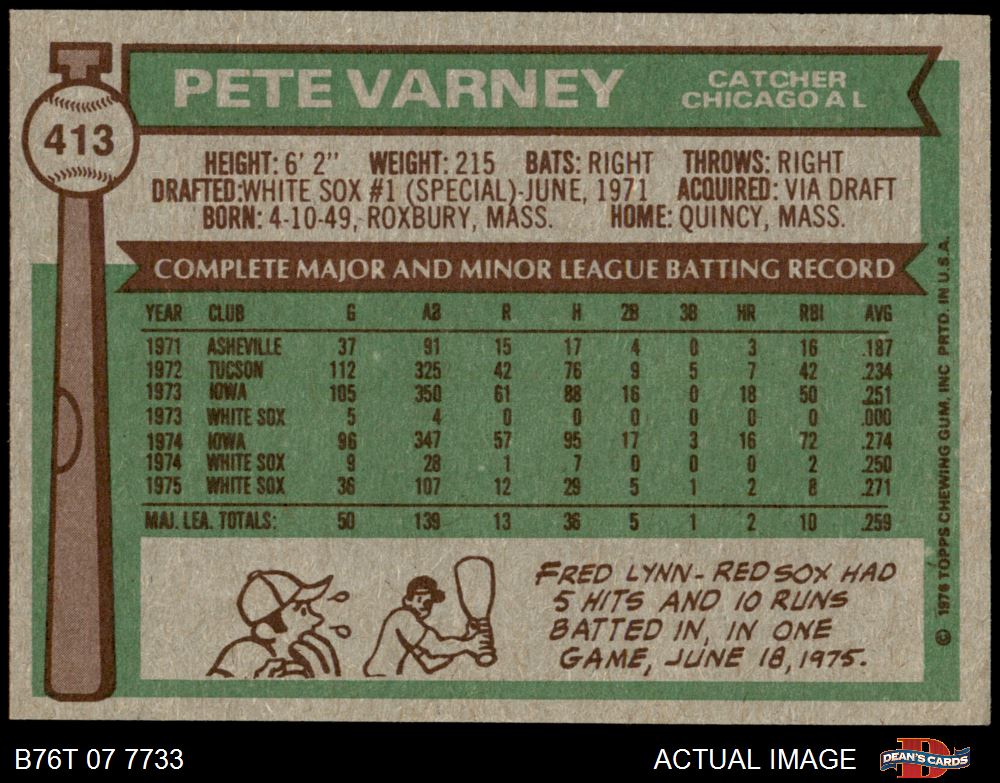 PETE VARNEY
CATCHER
CHICAGO A L
413
HEIGHT: 6' 2" WEIGHT: 215 BATS: RIGHT THROWS: RIGHT
DRAFTED:WHITE SOX #1 (SPECIAL)-JUNE, 1971 ACQUIRED: VIA DRAFT
BORN: 4-10-49, ROXBURY, MASS. HOME: QUINCY, MASS.
COMPLETE MAJOR AND MINOR LEAGUE BATTING RECORD
YEAR CLUB G AB R H 2B 3B HR RBI AVG
1971 ASHEVILLE 37 91 15 17 4 0 3 16 .187
1972 TUCSON 112 325 42 76 9 5 7 42 .234
1973 IOWA 105 350 61 88 16 0 18 50 .251
1973 WHITE SOX 5 4 0 0 0 0 0 0 .000
1974 IOWA 96 347 57 95 17 3 16 72 .274
1974 WHITE SOX 9 28 1 7 0 0 0 2 .250
1975 WHITE SOX 36 107 12 29 5 1 2 8 .271
MAJ. LEA. TOTALS: 50 139 13 36 5 1 2 10 .259
FRED LYNN-RED SOX HAD
5 HITS AND 10 RUNS
BATTED IN, IN ONE
GAME, JUNE 18, 1975.
© 1976 TOPPS CHEWING GUM, INC PRTD. IN U.S.A.
B76T 07 7733
ACTUAL IMAGE
DEAN'S CARDS